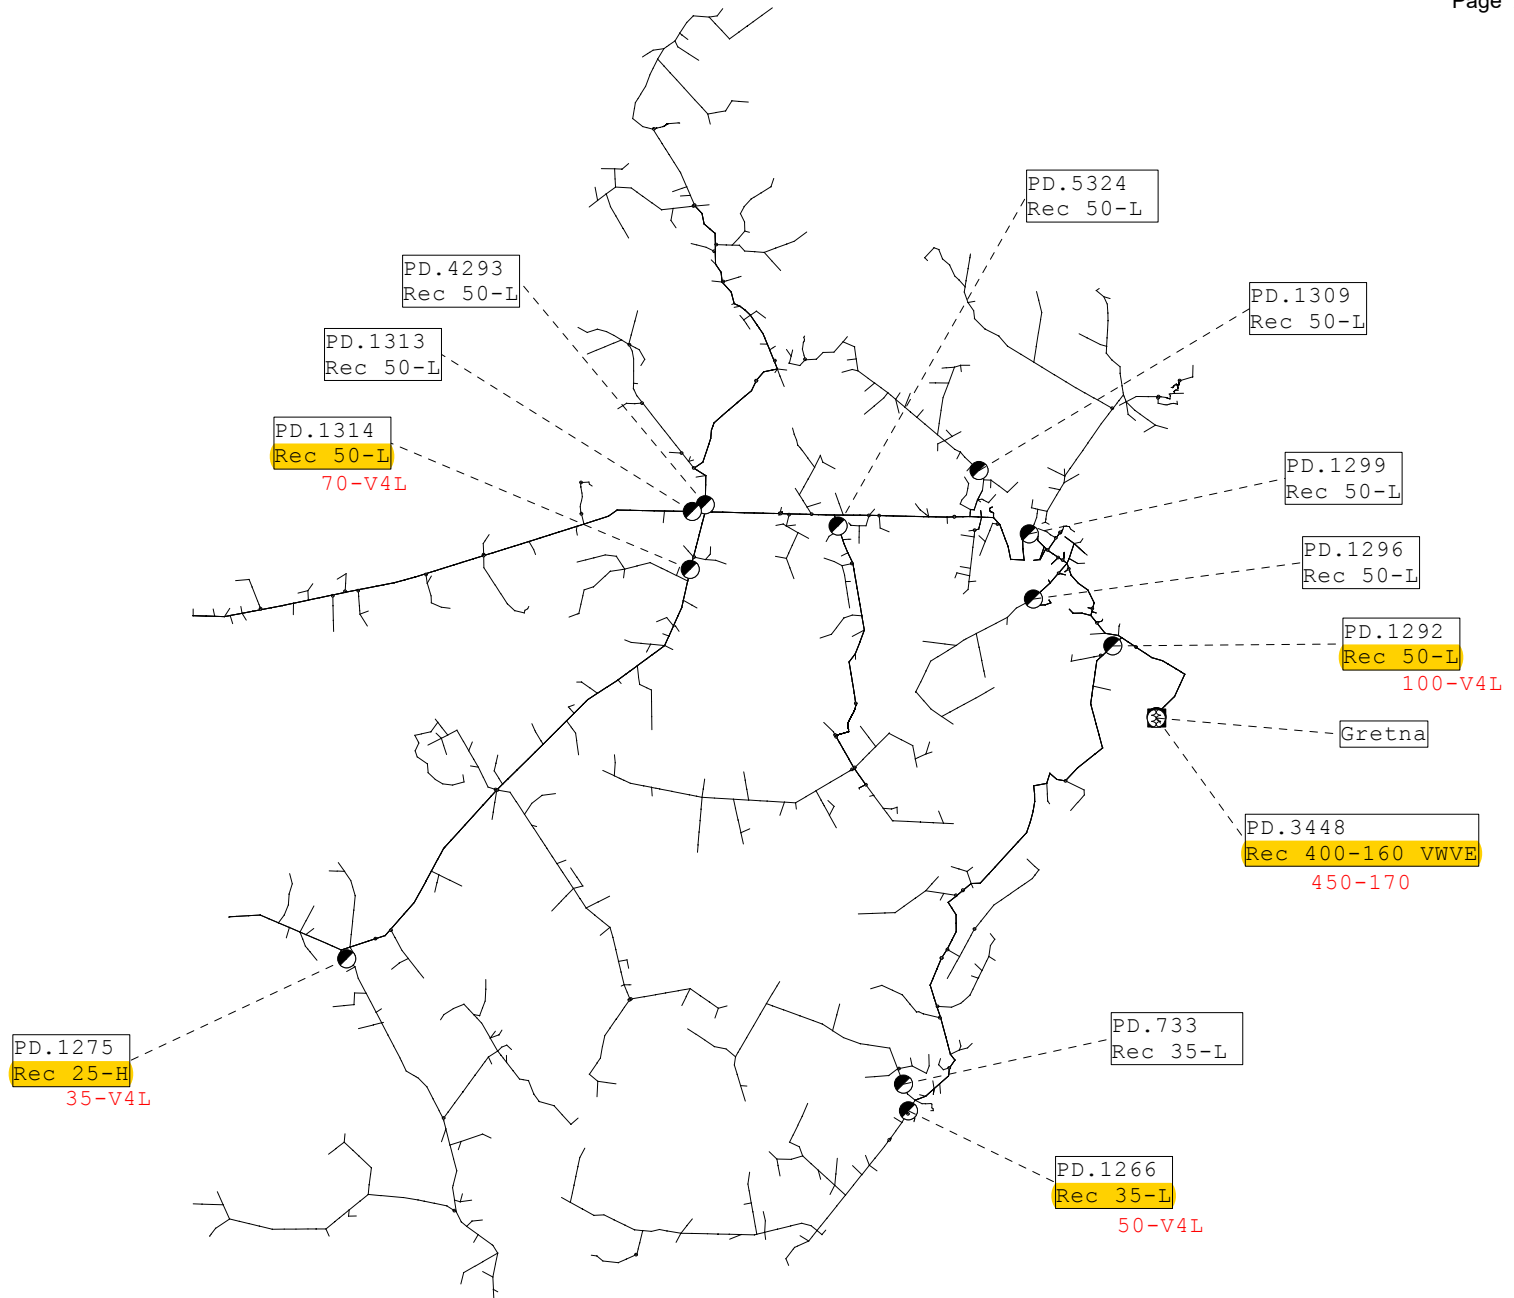 Page
PD.5324
Rec 50-L
PD.4293
Rec 50-L
PD.1309
Rec 50-L
PD.1313
Rec 50-L
PD.1314
Rec 50-L
70-V4L
PD.1299
Rec 50-L
PD.1296
Rec 50-L
PD.1292
Rec 50-L
100-V4L
Gretna
PD.3448
Rec 400-160 VWVE
450-170
PD.733
Rec 35-L
PD.1275
Rec 25-H
35-V4L
PD.1266
Rec 35-L
50-V4L